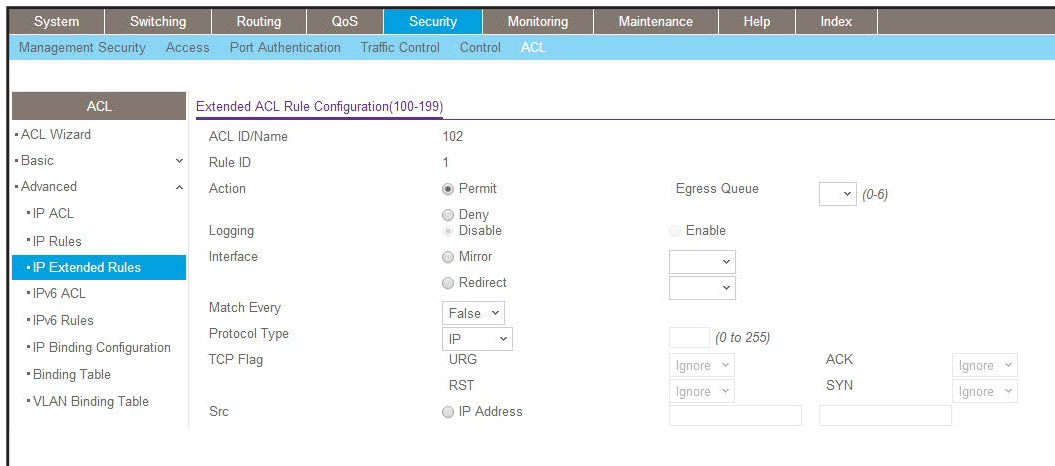 System Switching Routing QoS Security Monitoring Maintenance Help Index
Management Security Access Port Authentication Traffic Control Control ACL
ACL
ACL Wizard
Basic
Advanced
IP ACL
IP Rules
IP Extended Rules
IPv6 ACL
IPv6 Rules
IP Binding Configuration
Binding Table
VLAN Binding Table
Extended ACL Rule Configuration(100-199)
ACL ID/Name 102
Rule ID 1
Action Permit Egress Queue (0-6)
Deny
Logging Disable Enable
Interface Mirror
Redirect
Match Every False
Protocol Type IP (0 to 255)
TCP Flag URG Ignore ACK Ignore
RST Ignore SYN Ignore
Src IP Address